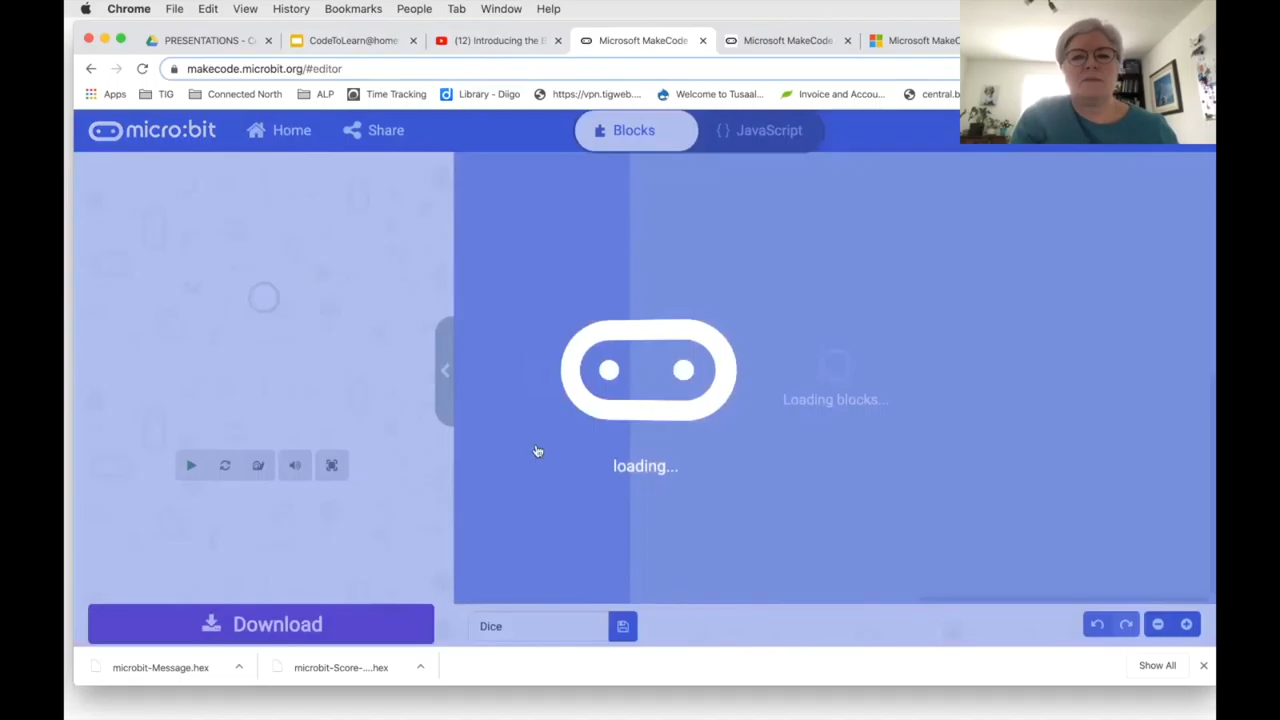 Chrome File Edit View History Bookmarks People Tab Window Help
PRESENTATIONS - C CodeToLearn@home (12) Introducing the E Microsoft MakeCode Microsoft MakeCode Microsoft MakeC
makecode.microbit.org/#editor
Apps TIG Connected North ALP Time Tracking Library - Digo https://vpn.tigweb.... Welcome to Tusaal... Invoice and Accou... central.b
micro:bit Home Share Blocks {} JavaScript
Loading blocks...
loading...
Download Dice
microbit-Message.hex microbit-Score-....hex Show All